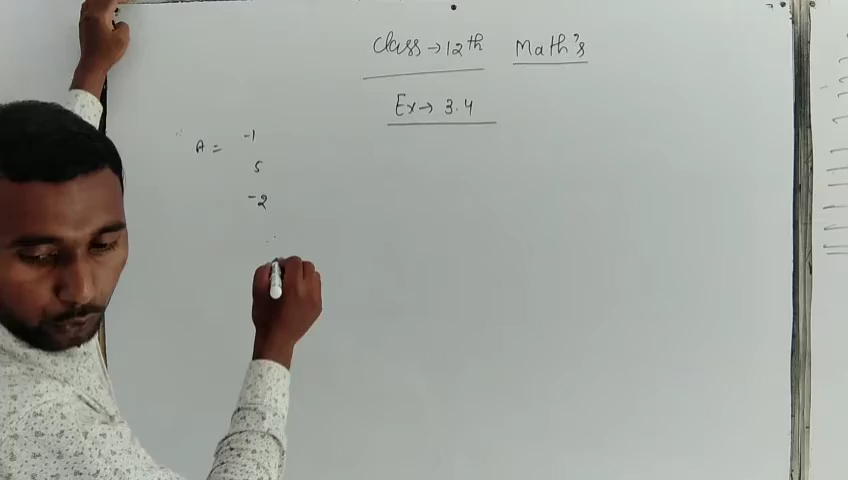 Class → 12th Math's
Ex → 3.4
A = -1
5
-2